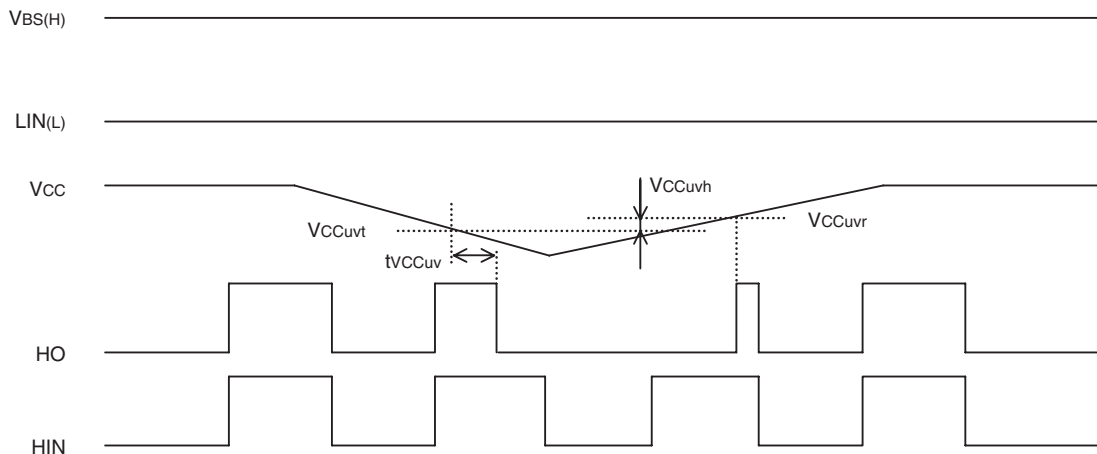 VBS(H)
LIN(L)
VCC
VCCuvh
VCCuvt
VCCuvr
tVCCuv
HO
HIN